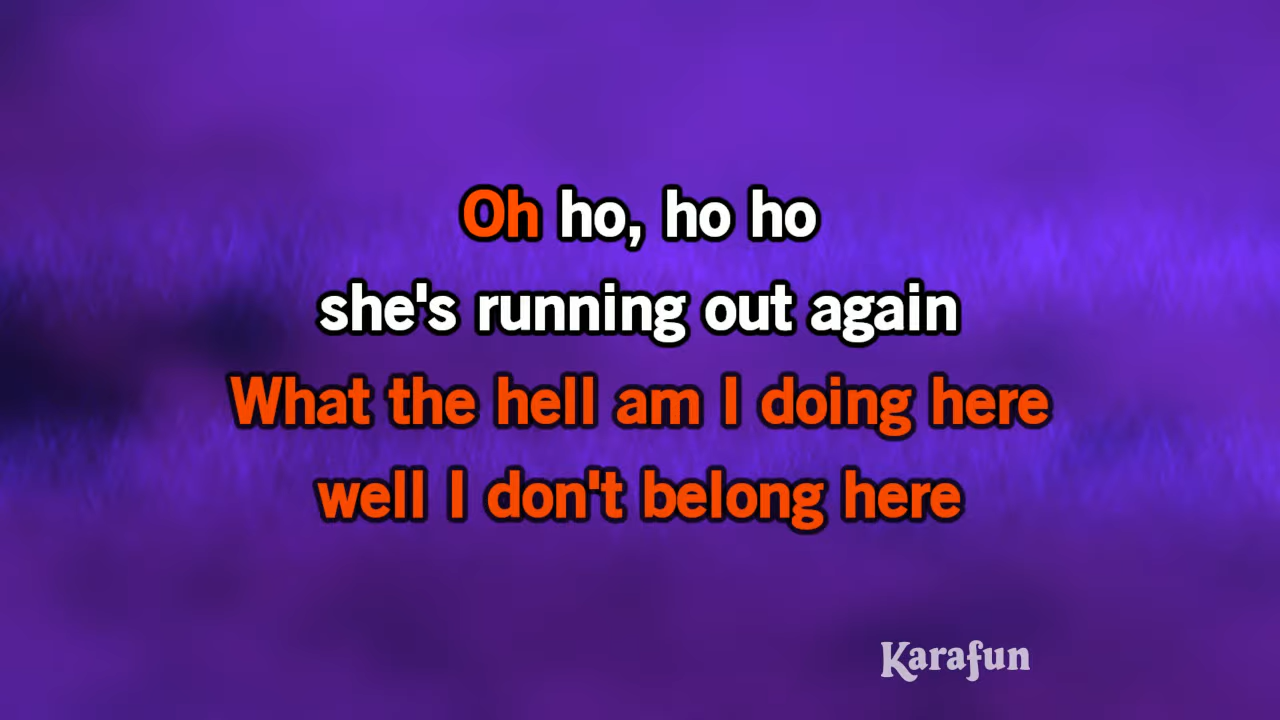 Oh ho, ho ho
she's running out again
What the hell am I doing here
well I don't belong here
Karafun